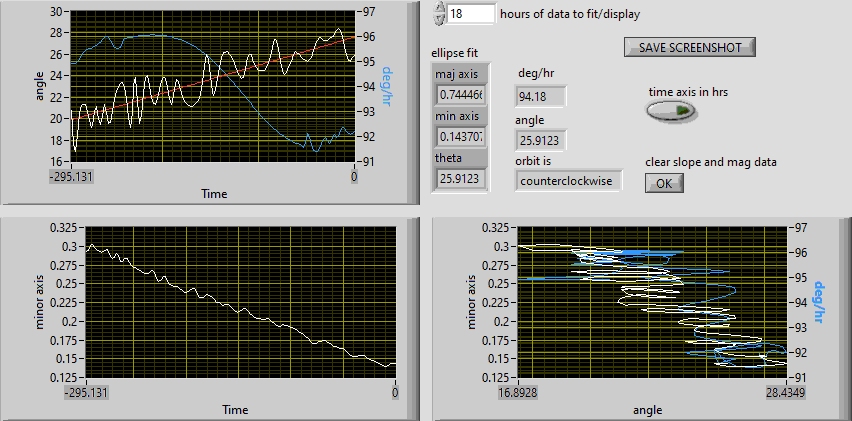 30
28
26
24
22
20
18
16
angle
97
96
95
94
93
92
91
deg/hr
-295.131
0
Time
18 hours of data to fit/display
SAVE SCREENSHOT
ellipse fit
maj axis
0.744466
min axis
0.143707
theta
25.9123
deg/hr
94.18
angle
25.9123
orbit is
counterclockwise
time axis in hrs
clear slope and mag data
OK
0.325
0.3
0.275
0.25
0.225
0.2
0.175
0.15
0.125
minor axis
-295.131
0
Time
0.325
0.3
0.275
0.25
0.225
0.2
0.175
0.15
0.125
minor axis
97
96
95
94
93
92
91
deg/hr
16.8928
28.4349
angle